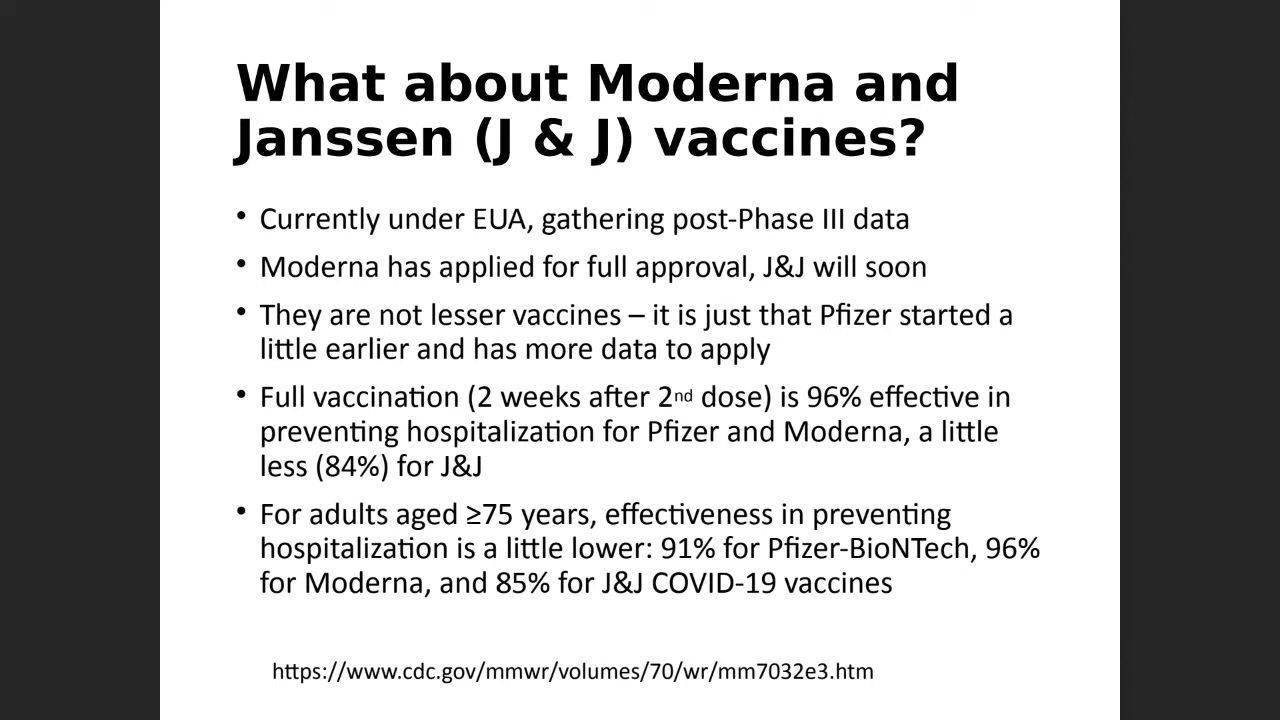 What about Moderna and
Janssen (J & J) vaccines?
• Currently under EUA, gathering post-Phase III data
• Moderna has applied for full approval, J&J will soon
• They are not lesser vaccines – it is just that Pfizer started a
little earlier and has more data to apply
• Full vaccination (2 weeks after 2nd dose) is 96% effective in
preventing hospitalization for Pfizer and Moderna, a little
less (84%) for J&J
• For adults aged ≥75 years, effectiveness in preventing
hospitalization is a little lower: 91% for Pfizer-BioNTech, 96%
for Moderna, and 85% for J&J COVID-19 vaccines
https://www.cdc.gov/mmwr/volumes/70/wr/mm7032e3.htm